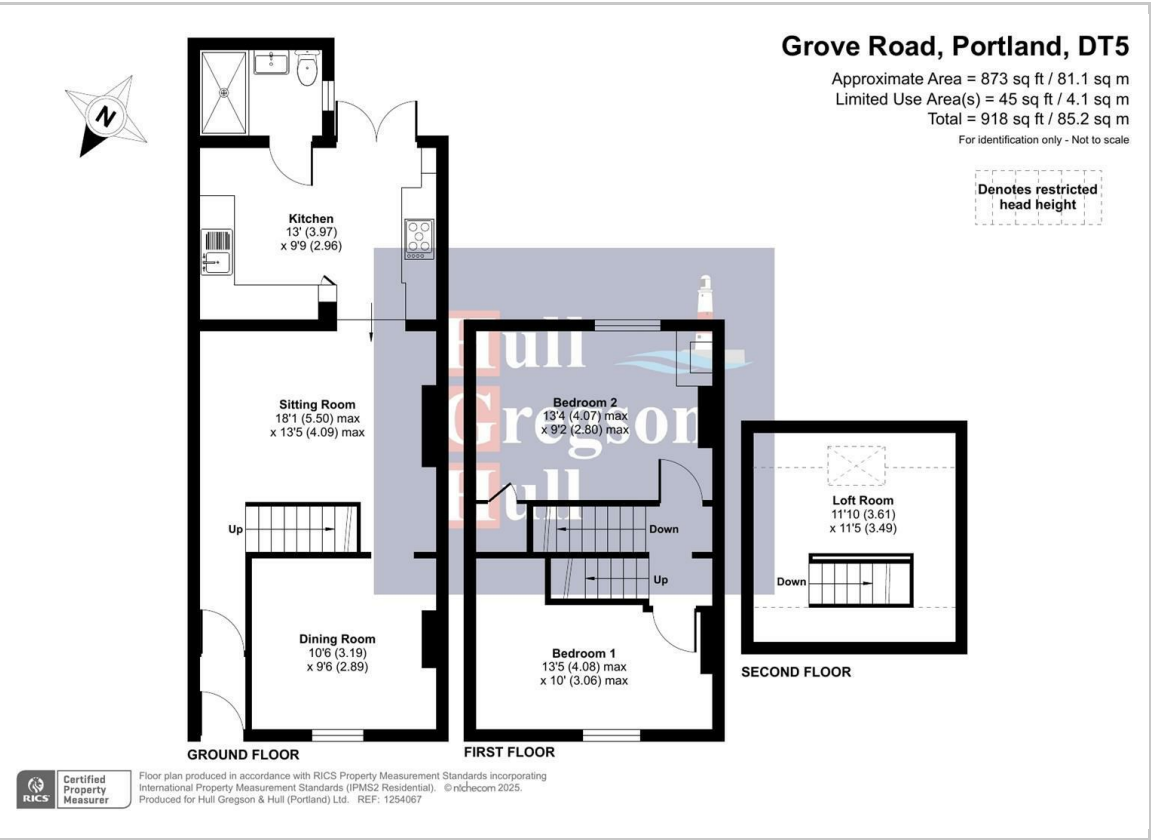 Grove Road, Portland, DT5
Approximate Area = 873 sq ft / 81.1 sq m
Limited Use Area(s) = 45 sq ft / 4.1 sq m
Total = 918 sq ft / 85.2 sq m
For identification only - Not to scale
Denotes restricted
head height
N
Kitchen
13' (3.97)
x 9'9 (2.96)
Hull
Gregson
Hull
Sitting Room
18'1 (5.50) max
x 13'5 (4.09) max
Up
Dining Room
10'6 (3.19)
x 9'6 (2.89)
GROUND FLOOR
Bedroom 2
13'4 (4.07) max
x 9'2 (2.80) max
Down
Up
Bedroom 1
13'5 (4.08) max
x 10' (3.06) max
FIRST FLOOR
Loft Room
11'10 (3.61)
x 11'5 (3.49)
Down
SECOND FLOOR
RICS
Certified
Property
Measurer
Floor plan produced in accordance with RICS Property Measurement Standards incorporating
International Property Measurement Standards (IPMS2 Residential). © nichecom 2025.
Produced for Hull Gregson & Hull (Portland) Ltd. REF: 1254067